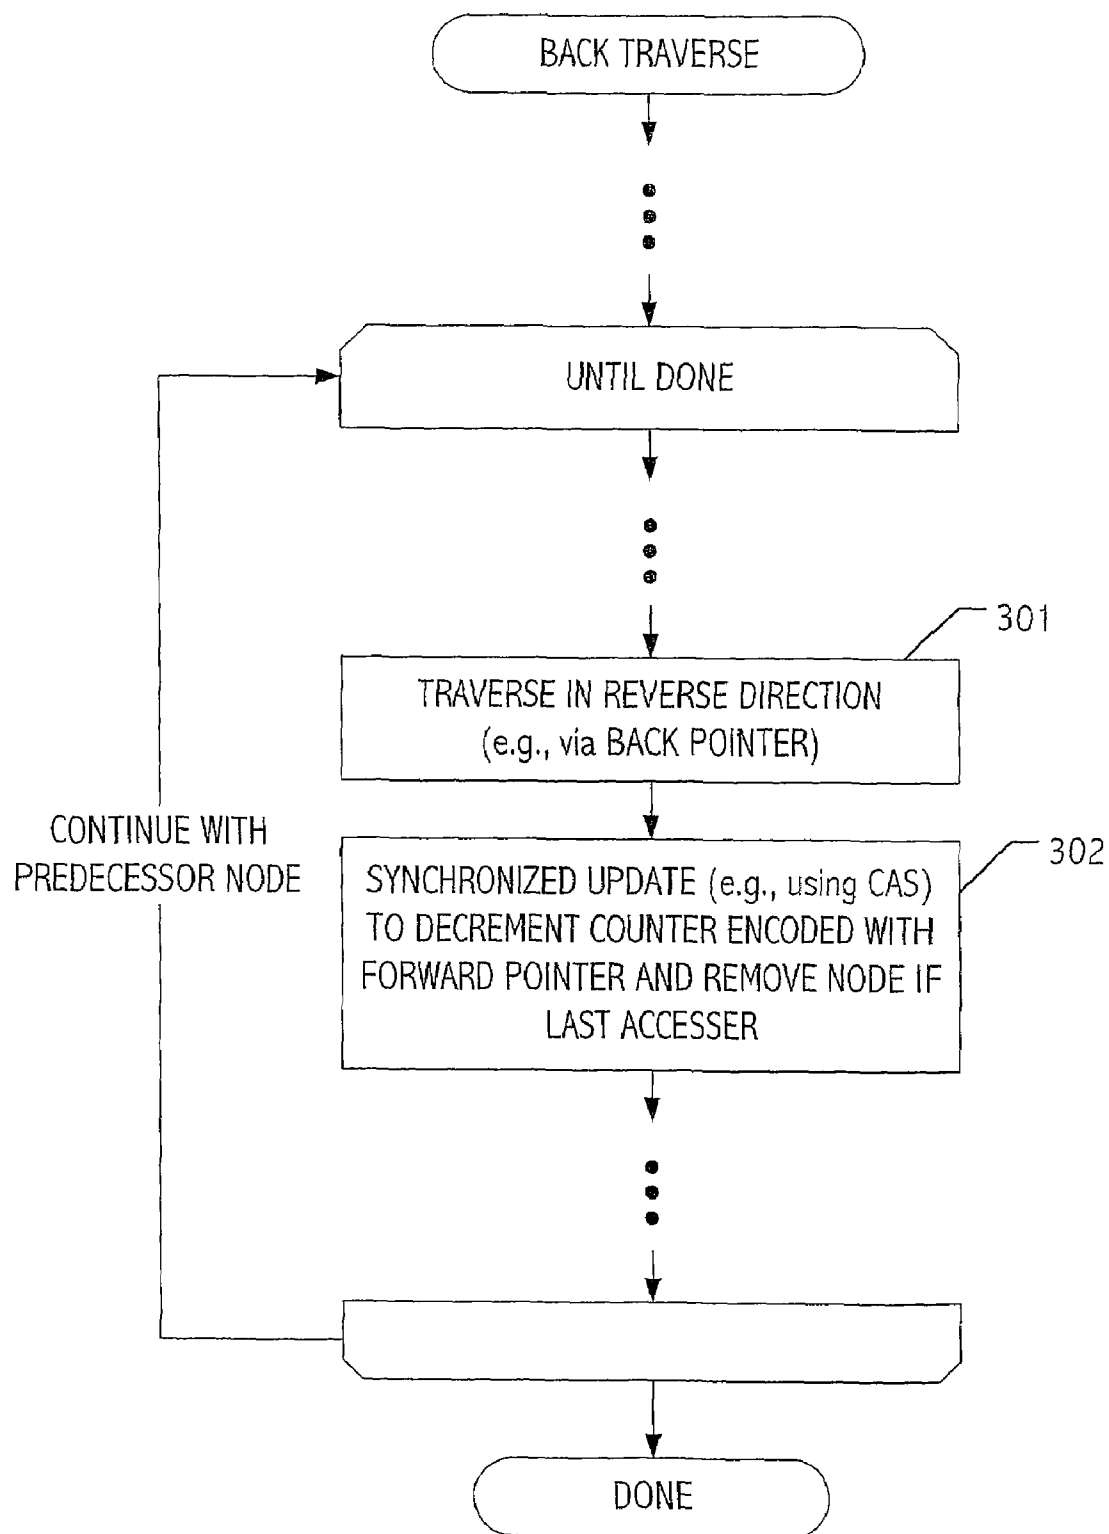 BACK TRAVERSE
UNTIL DONE
301
TRAVERSE IN REVERSE DIRECTION
(e.g., via BACK POINTER)
CONTINUE WITH
PREDECESSOR NODE
302
SYNCHRONIZED UPDATE (e.g., using CAS)
TO DECREMENT COUNTER ENCODED WITH
FORWARD POINTER AND REMOVE NODE IF
LAST ACCESSER
DONE